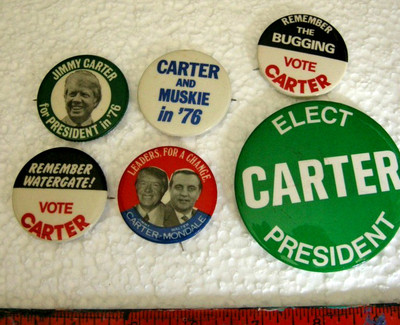 JIMMY CARTER
for PRESIDENT in '76
CARTER
AND
MUSKIE
in '76
REMEMBER
THE
BUGGING
VOTE
CARTER
REMEMBER
WATERGATE!
VOTE
CARTER
LEADERS, FOR A CHANGE
CARTER-MONDALE
ELECT
CARTER
PRESIDENT